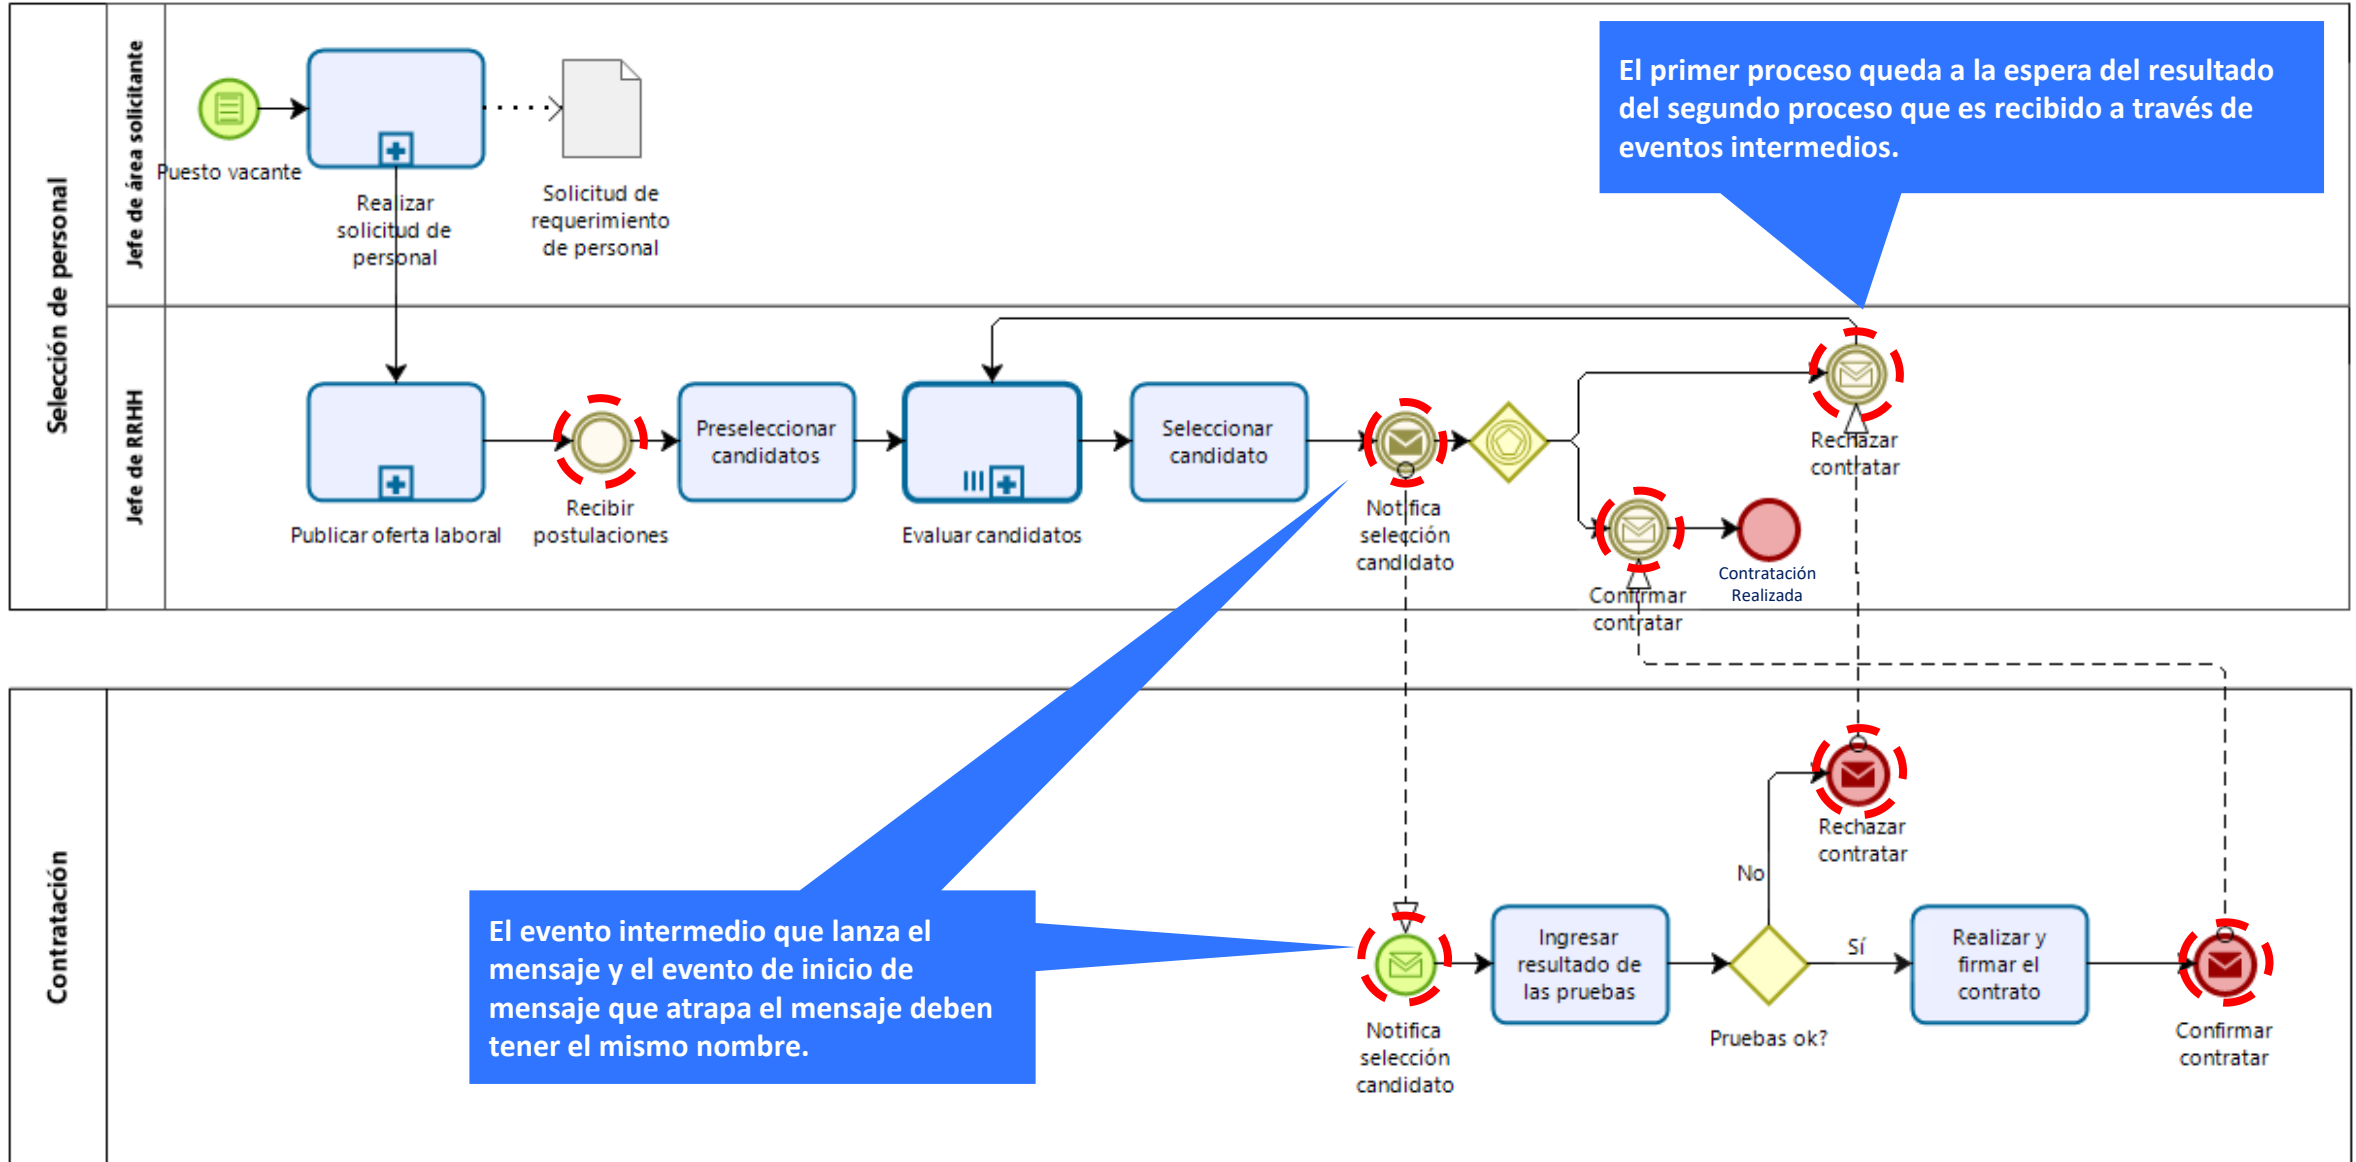 Selección de personal
Jefe de área solicitante
Puesto vacante
Realizar
solicitud de
personal
Solicitud de
requerimiento
de personal
El primer proceso queda a la espera del resultado
del segundo proceso que es recibido a través de
eventos intermedios.
Jefe de RRHH
Publicar oferta laboral
Recibir
postulaciones
Preseleccionar
candidatos
Evaluar candidatos
Seleccionar
candidato
Notifica
selección
candidato
Rechazar
contratar
Confirmar
contratar
Contratación
Realizada
Contratación
El evento intermedio que lanza el
mensaje y el evento de inicio de
mensaje que atrapa el mensaje deben
tener el mismo nombre.
Notifica
selección
candidato
Ingresar
resultado de
las pruebas
Pruebas ok?
No
Sí
Rechazar
contratar
Realizar y
firmar el
contrato
Confirmar
contratar